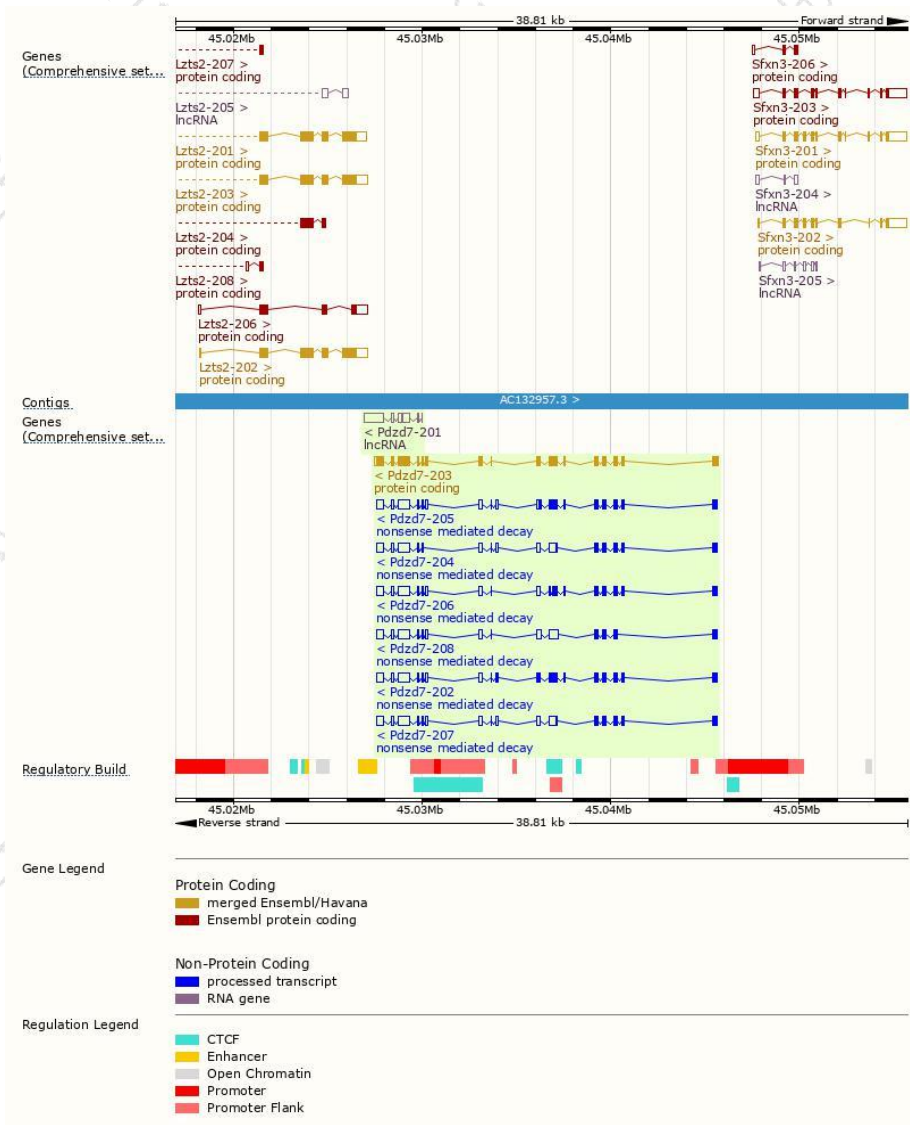 38.81 kb
Forward strand
45.02Mb 45.03Mb 45.04Mb 45.05Mb
Genes
(Comprehensive set...
Lzts2-207 >
protein coding
Lzts2-205 >
lncRNA
Lzts2-201 >
protein coding
Lzts2-203 >
protein coding
Lzts2-204 >
protein coding
Lzts2-208 >
protein coding
Lzts2-206 >
protein coding
Lzts2-202 >
protein coding
Sfxn3-206 >
protein coding
Sfxn3-203 >
protein coding
Sfxn3-201 >
protein coding
Sfxn3-204 >
lncRNA
Sfxn3-202 >
protein coding
Sfxn3-205 >
lncRNA
Contigs
AC132957.3 >
Genes
(Comprehensive set...
< Pdzd7-201
lncRNA
< Pdzd7-203
protein coding
< Pdzd7-205
nonsense mediated decay
< Pdzd7-204
nonsense mediated decay
< Pdzd7-206
nonsense mediated decay
< Pdzd7-208
nonsense mediated decay
< Pdzd7-202
nonsense mediated decay
< Pdzd7-207
nonsense mediated decay
Regulatory Build
45.02Mb 45.03Mb 45.04Mb 45.05Mb
Reverse strand
38.81 kb
Gene Legend
Protein Coding
merged Ensembl/Havana
Ensembl protein coding
Non-Protein Coding
processed transcript
RNA gene
Regulation Legend
CTCF
Enhancer
Open Chromatin
Promoter
Promoter Flank